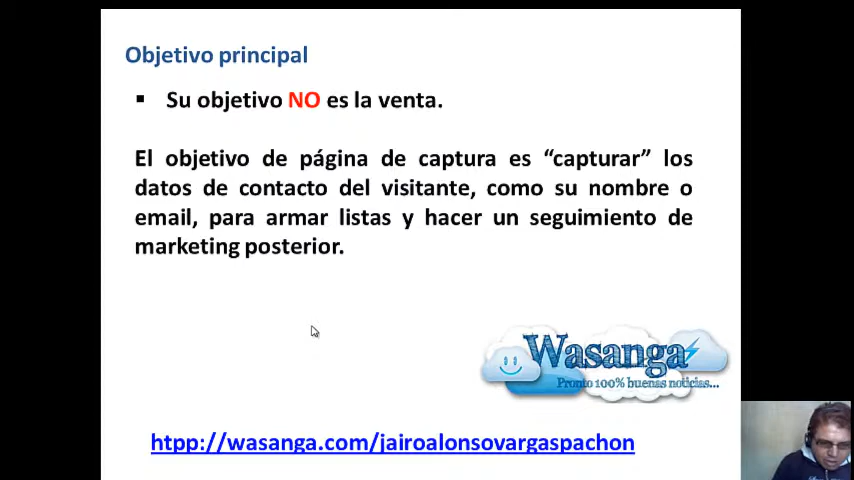 Objetivo principal
▪ Su objetivo NO es la venta.
El objetivo de página de captura es “capturar” los
datos de contacto del visitante, como su nombre o
email, para armar listas y hacer un seguimiento de
marketing posterior.
Wasanga
Pronto 100% buenas noticias...
htpp://wasanga.com/jairoalonsovargaspachon